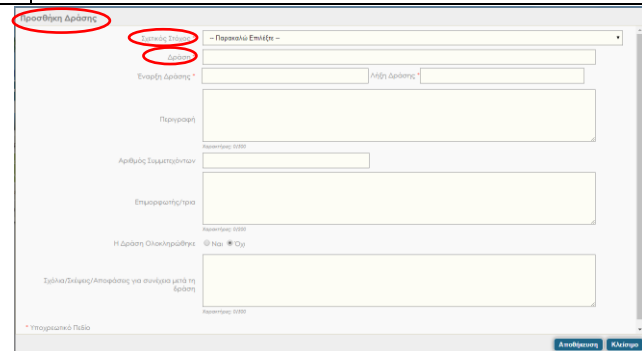 Προσθήκη Δράσης
Σχετικός Στόχος * -- Παρακαλώ Επιλέξτε --
Δράση *
Έναρξη Δράσης * Λήξη Δράσης *
Περιγραφή
Χαρακτήρες: 0/500
Αριθμός Συμμετεχόντων
Επιμορφωτής/τρια
Χαρακτήρες: 0/500
Η Δράση Ολοκληρώθηκε Ναι Όχι
Σχόλια/Σκέψεις/Αποφάσεις για συνέχεια μετά τη
δράση
Χαρακτήρες: 0/500
* Υποχρεωτικό Πεδίο
Αποθήκευση Κλείσιμο